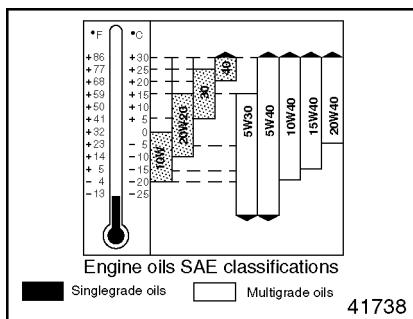 °F °C
+86 +30
+77 +25
+68 +20
+59 +15
+50 +10
+41 +5
+32 0
+23 -5
+14 -10
+5 -15
-4 -20
-13 -25
10W
20W20
30
40
5W30
5W40
10W40
15W40
20W40
Engine oils SAE classifications
Singlegrade oils Multigrade oils
41738